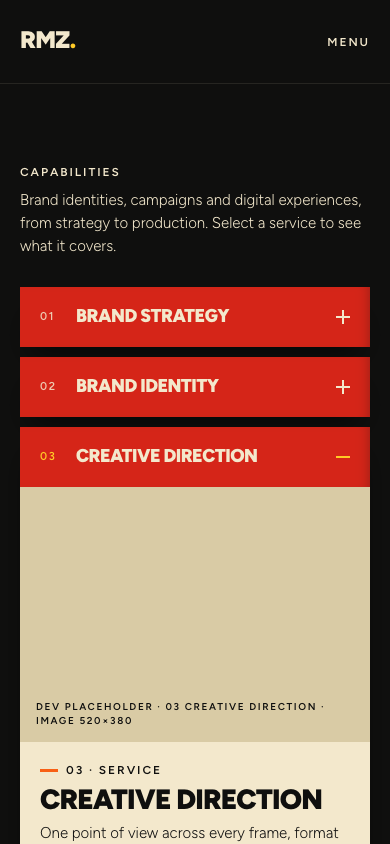 RMZ.
MENU
CAPABILITIES
Brand identities, campaigns and digital experiences,
from strategy to production. Select a service to see
what it covers.
01 BRAND STRATEGY +
02 BRAND IDENTITY +
03 CREATIVE DIRECTION —
DEV PLACEHOLDER · 03 CREATIVE DIRECTION ·
IMAGE 520×380
03 · SERVICE
CREATIVE DIRECTION
One point of view across every frame, format